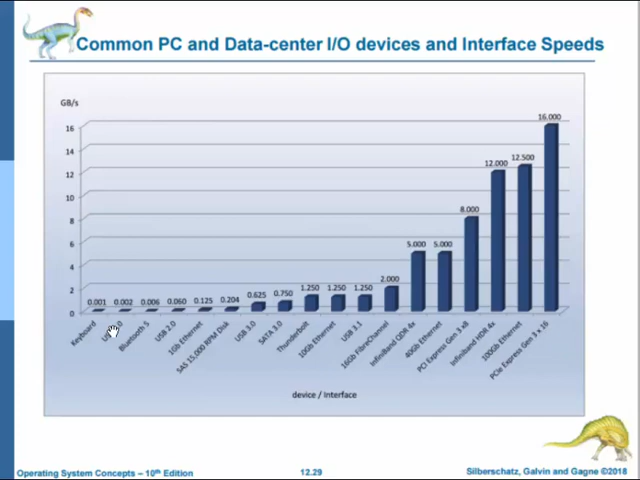 Common PC and Data-center I/O devices and Interface Speeds
GB/s
16
14
12
10
8
6
4
2
0
0.001 0.002 0.006 0.060 0.125 0.204 0.625 0.750 1.250 1.250 1.250 2.000 5.000 5.000 8.000 12.000 12.500 16.000
Keyboard
Bluetooth 5
USB 2.0
1Gb Ethernet
SAS 15,000 RPM Disk
USB 3.0
SATA 3.0
Thunderbolt
10Gb Ethernet
USB 3.1
16Gb FibreChannel
InfiniBand QDR 4x
40Gb Ethernet
PCI Express Gen 3 x8
Infiniband HDR 4x
100Gb Ethernet
PCIe Express Gen 3 x 16
device / Interface
Operating System Concepts – 10th Edition
12.29
Silberschatz, Galvin and Gagne ©2018